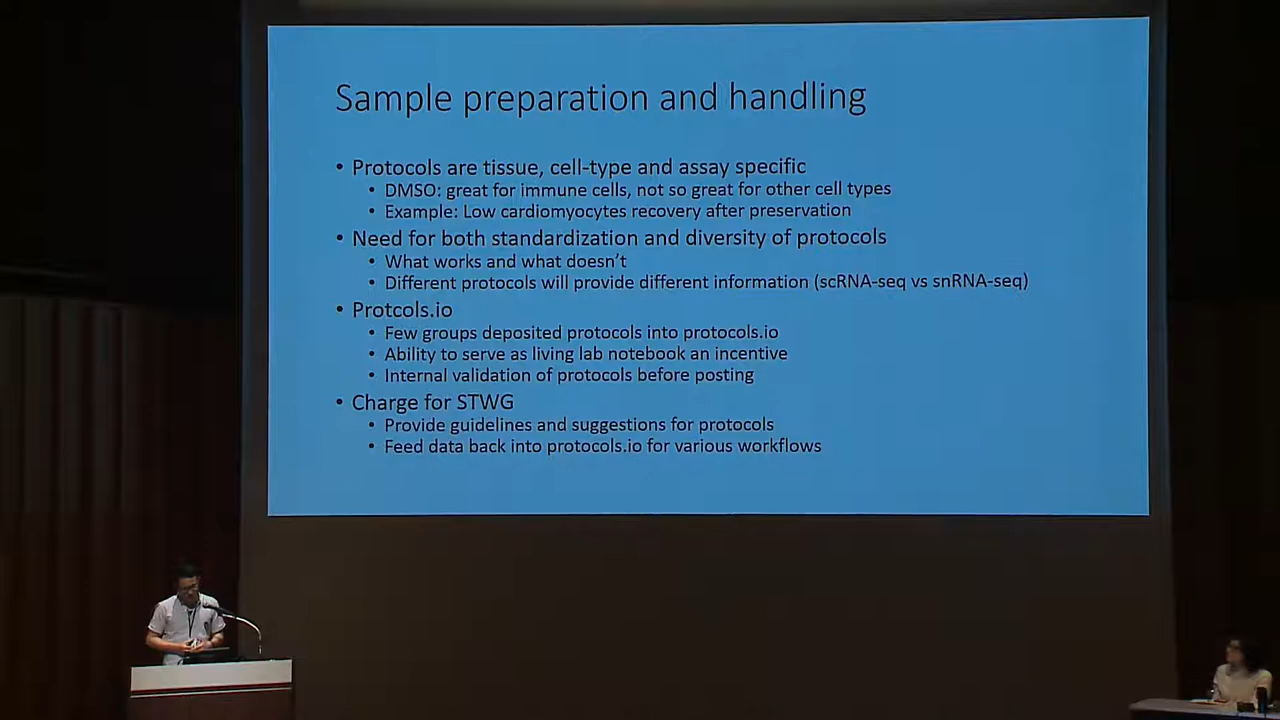 Sample preparation and handling
• Protocols are tissue, cell-type and assay specific
• DMSO: great for immune cells, not so great for other cell types
• Example: Low cardiomyocytes recovery after preservation
• Need for both standardization and diversity of protocols
• What works and what doesn't
• Different protocols will provide different information (scRNA-seq vs snRNA-seq)
• Protcols.io
• Few groups deposited protocols into protocols.io
• Ability to serve as living lab notebook an incentive
• Internal validation of protocols before posting
• Charge for STWG
• Provide guidelines and suggestions for protocols
• Feed data back into protocols.io for various workflows